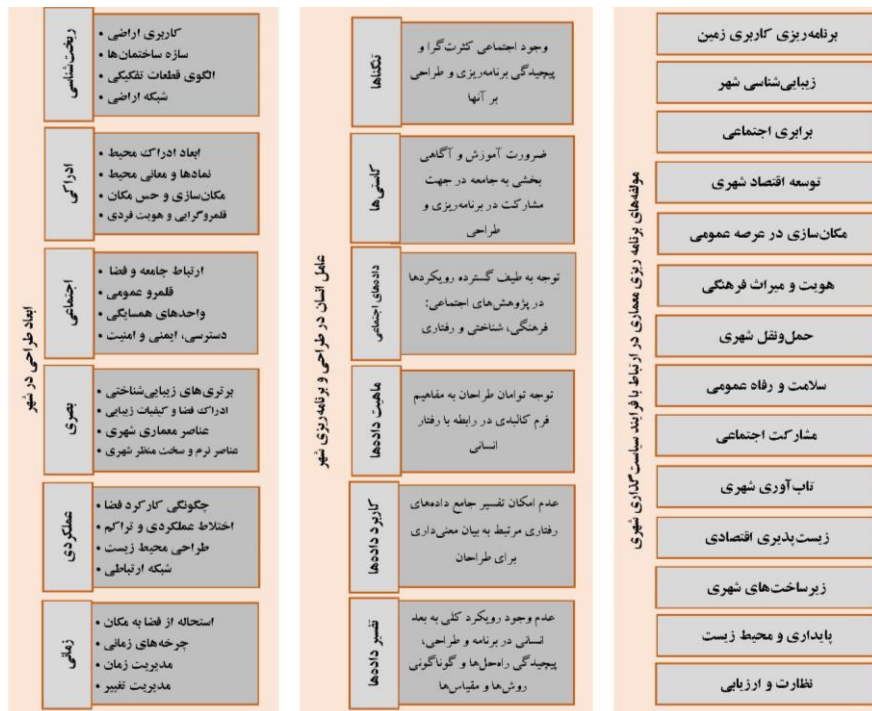 مولفه‌های برنامه ریزی معماری در ارتباط با فرایند سیاست‌گذاری شهری
برنامه‌ریزی کاربری زمین
زیبایی‌شناسی شهر
برابری اجتماعی
توسعه اقتصاد شهری
مکان‌سازی در عرصه عمومی
هویت و میراث فرهنگی
حمل‌ونقل شهری
سلامت و رفاه عمومی
مشارکت اجتماعی
تاب‌آوری شهری
زیست‌پذیری اقتصادی
زیرساخت‌های شهری
پایداری و محیط زیست
نظارت و ارزیابی
عامل انسان در طراحی و برنامه‌ریزی شهر
تنگناها
وجود اجتماعی کثرت‌گرا و
پیچیدگی برنامه‌ریزی و طراحی
بر آنها
کاستی‌ها
ضرورت آموزش و آگاهی
بخشی به جامعه در جهت
مشارکت در برنامه‌ریزی و
طراحی
داده‌های اجتماعی
توجه به طیف گسترده رویکردها
در پژوهش‌های اجتماعی:
فرهنگی، شناختی و رفتاری
ماهیت داده‌ها
توجه توامان طراحان به مفاهیم
فرم کالبدی در رابطه با رفتار
انسانی
کاربرد داده‌ها
عدم امکان تفسیر جامع داده‌های
رفتاری مرتبط به بیان معنی‌داری
برای طراحان
تفسیر داده‌ها
عدم وجود رویکرد کلی به بعد
انسانی در برنامه و طراحی،
پیچیدگی راه‌حل‌ها و گوناگونی
روش‌ها و مقیاس‌ها
ابعاد طراحی در شهر
ریخت‌شناسی
• کاربری اراضی
• سازه ساختمان‌ها
• الگوی قطعات تفکیکی
• شبکه اراضی
ادراکی
• ابعاد ادراک محیط
• نمادها و معانی محیط
• مکان‌سازی و حس مکان
• قلمروگرایی و هویت فردی
اجتماعی
• ارتباط جامعه و فضا
• قلمرو عمومی
• واحدهای همسایگی
• دسترسی، ایمنی و امنیت
بصری
• برتری‌های زیبایی‌شناختی
• ادراک فضا و کیفیات زیبایی
• عناصر معماری شهری
• عناصر نرم و سخت منظر شهری
عملکردی
• چگونگی کارکرد فضا
• اختلاط عملکردی و تراکم
• طراحی محیط زیست
• شبکه ارتباطی
زمانی
• استحاله از فضا به مکان
• چرخه‌های زمانی
• مدیریت زمان
• مدیریت تغییر